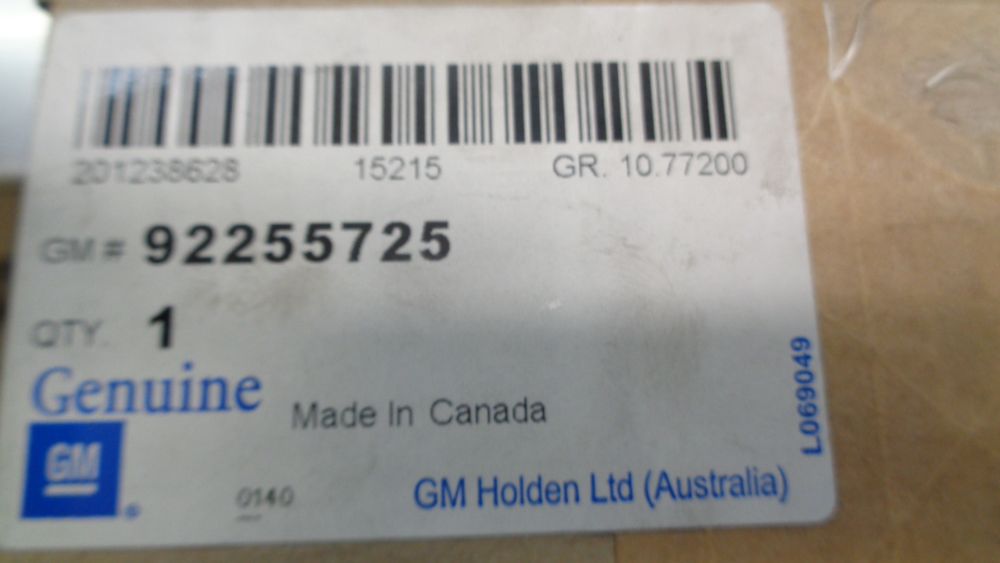 201238628 15215 GR. 10.77200
GM # 92255725
QTY. 1
Genuine
Made In Canada
GM
0140
GM Holden Ltd (Australia)
L069049